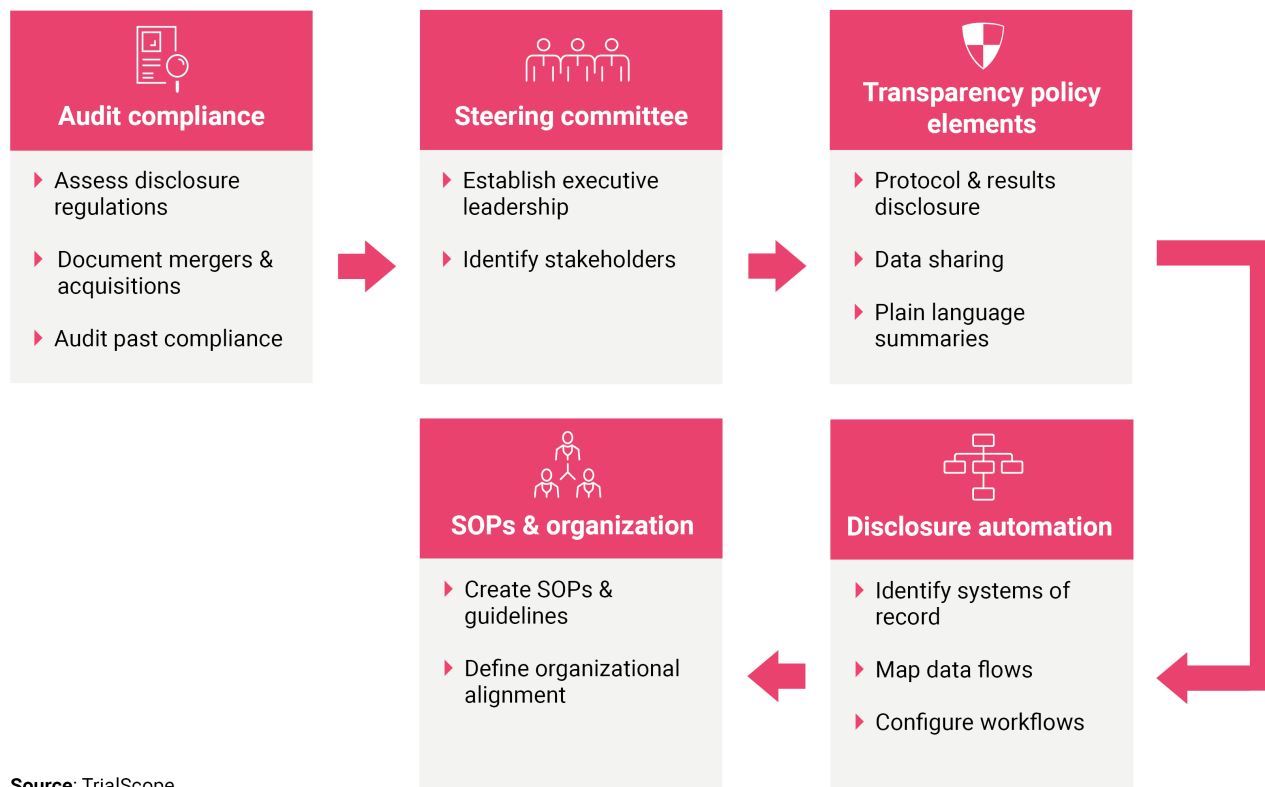 Audit compliance
Assess disclosure
regulations
Document mergers &
acquisitions
Audit past compliance
Steering committee
Establish executive
leadership
Identify stakeholders
Transparency policy
elements
Protocol & results
disclosure
Data sharing
Plain language
summaries
Disclosure automation
Identify systems of
record
Map data flows
Configure workflows
SOPs & organization
Create SOPs &
guidelines
Define organizational
alignment
Source: TrialScope